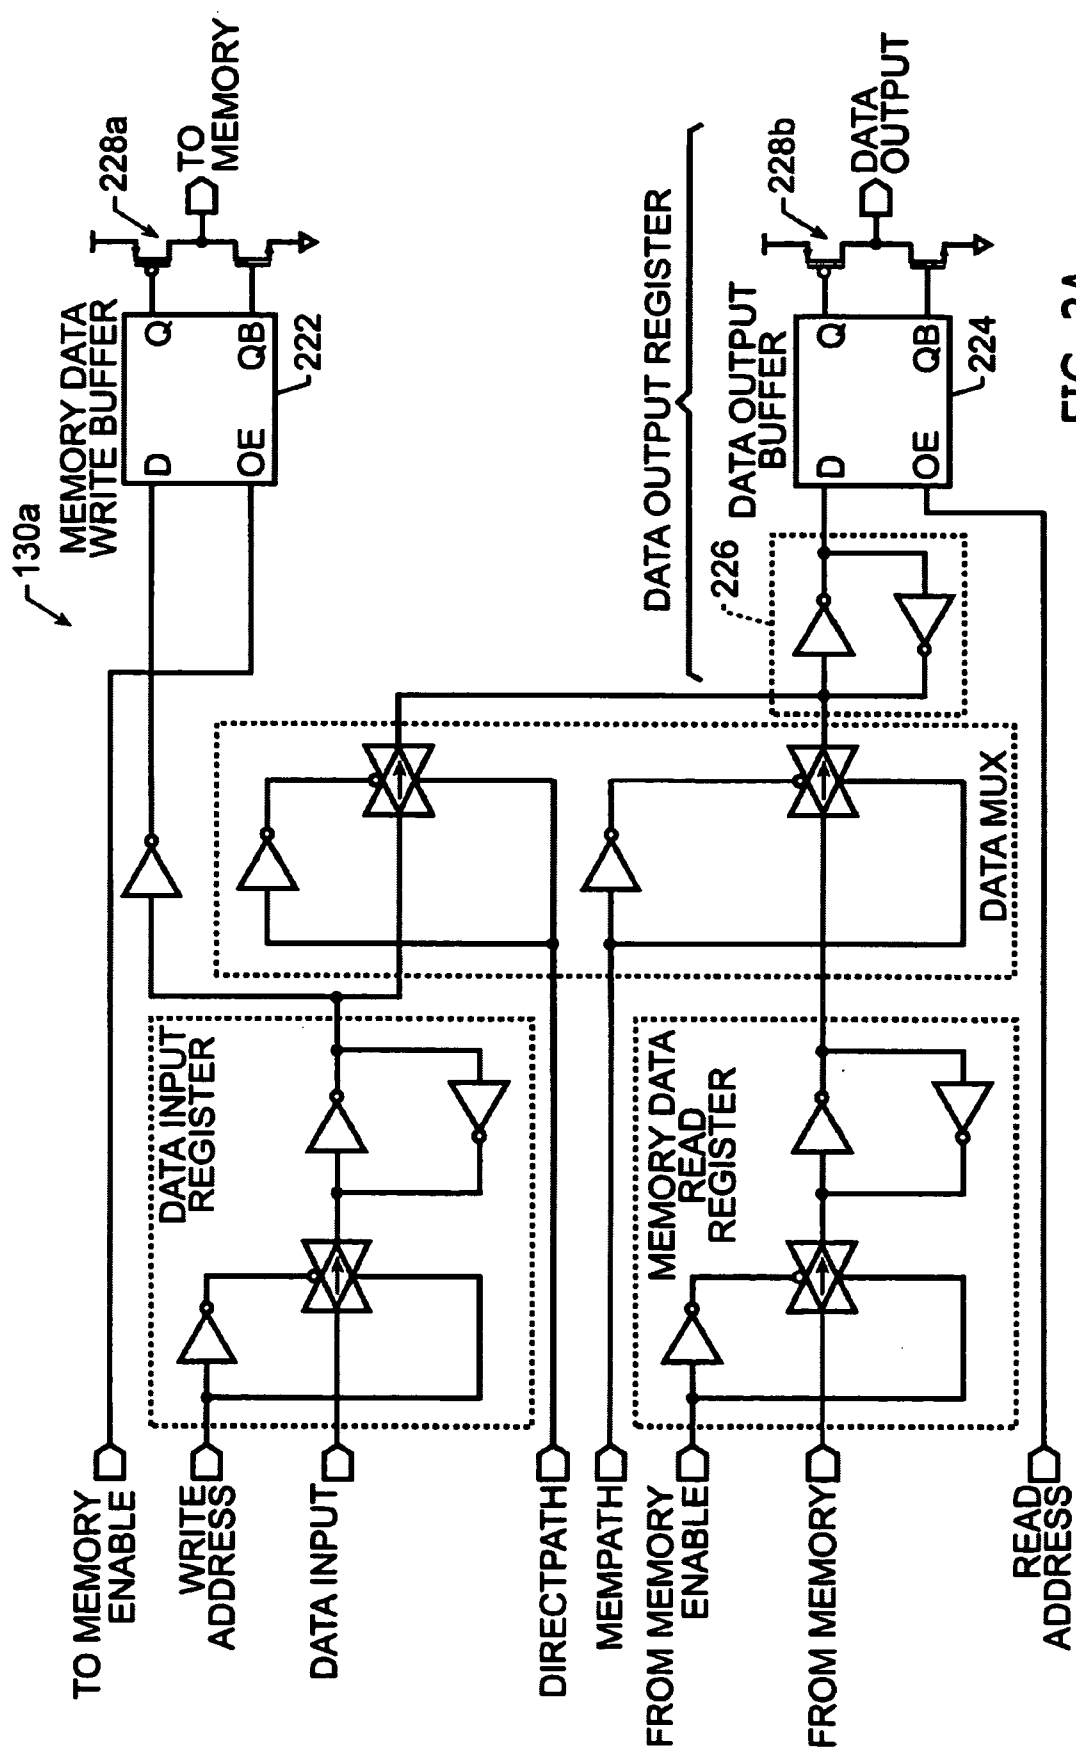 130a
MEMORY DATA
WRITE BUFFER
D
Q
OE
QB
222
228a
TO
MEMORY
TO MEMORY
ENABLE
WRITE
ADDRESS
DATA INPUT
DIRECTPATH
MEMPATH
FROM MEMORY
ENABLE
FROM MEMORY
READ
ADDRESS
DATA INPUT
REGISTER
MEMORY DATA
READ
REGISTER
DATA MUX
DATA OUTPUT REGISTER
226
DATA OUTPUT
BUFFER
D
Q
OE
QB
224
228b
DATA
OUTPUT